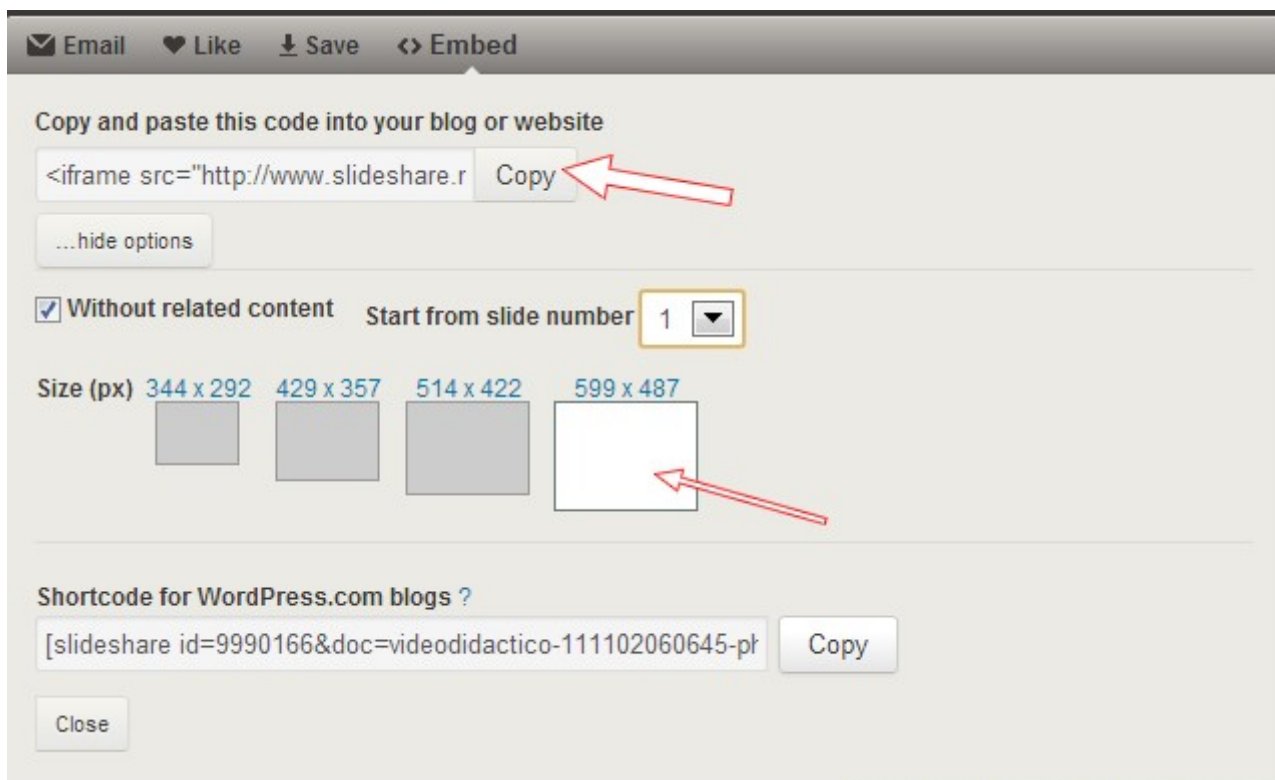 Email Like Save <> Embed
Copy and paste this code into your blog or website
<iframe src="http://www.slideshare.r Copy
...hide options
Without related content Start from slide number 1
Size (px) 344 x 292 429 x 357 514 x 422 599 x 487
Shortcode for WordPress.com blogs ?
[slideshare id=9990166&doc=videodidactico-111102060645-ph Copy
Close